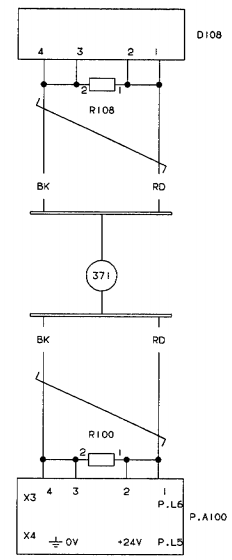 D108
4 3 2 1
2 1
R108
BK RD
371
BK RD
R100
2 1
X3 4 3 2 1
P.L6
P.A100
X4 0V +24V P.L5